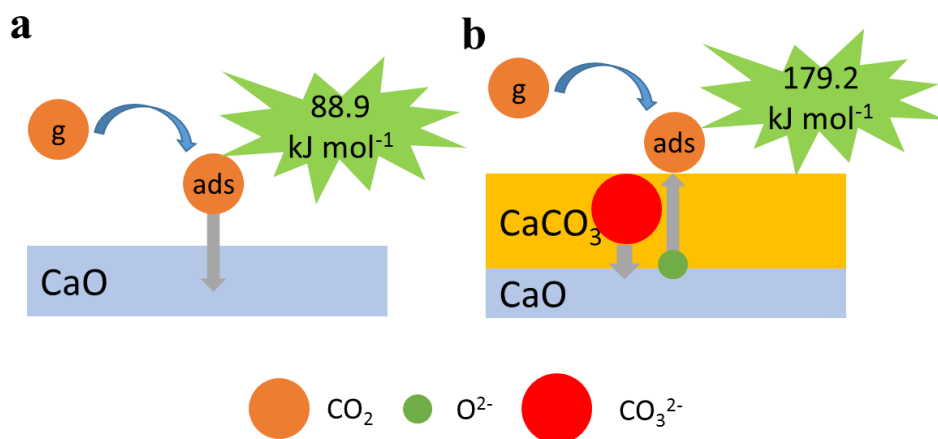 a
g
88.9
kJ mol⁻¹
ads
CaO
b
g
179.2
kJ mol⁻¹
ads
CaCO₃
CaO
CO₂
O²⁻
CO₃²⁻